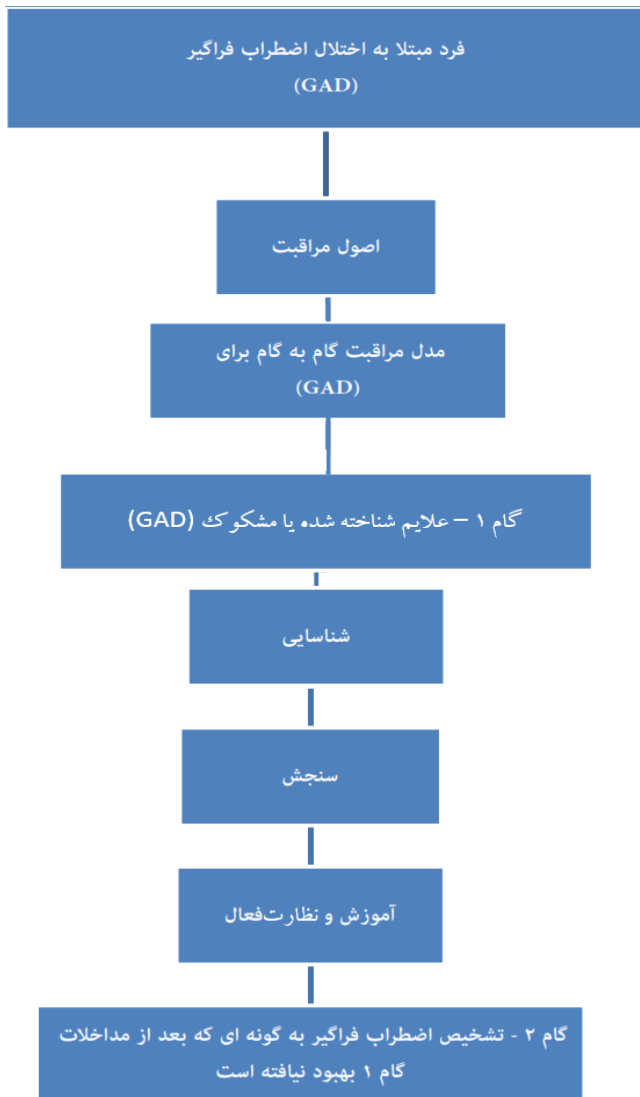 فرد مبتلا به اختلال اضطراب فراگیر
(GAD)
اصول مراقبت
مدل مراقبت گام به گام برای
(GAD)
گام ۱ – علایم شناخته شده یا مشکوک (GAD)
شناسایی
سنجش
آموزش و نظارت‌فعال
گام ۲ - تشخیص اضطراب فراگیر به گونه ای که بعد از مداخلات
گام ۱ بهبود نیافته است